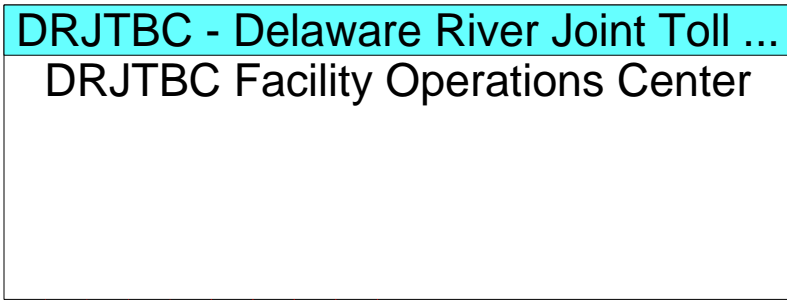 DRJTBC - Delaware River Joint Toll ...
DRJTBC Facility Operations Center